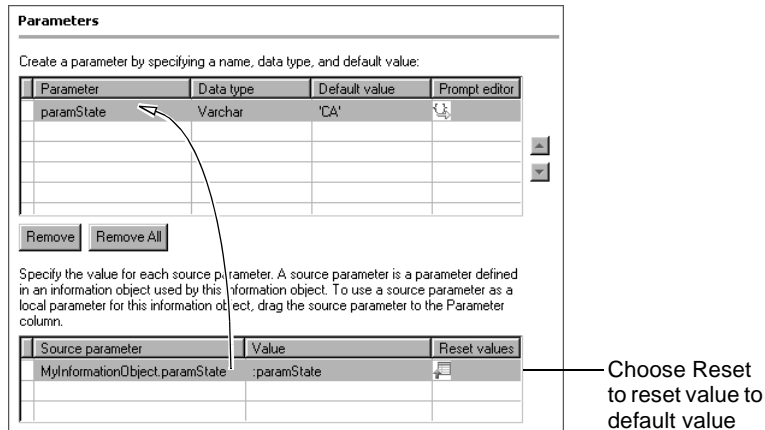 Parameters
Create a parameter by specifying a name, data type, and default value:
Parameter Data type Default value Prompt editor
paramState Varchar 'CA'
Remove Remove All
Specify the value for each source parameter. A source parameter is a parameter defined
in an information object used by this information object. To use a source parameter as a
local parameter for this information object, drag the source parameter to the Parameter
column.
Source parameter Value Reset values
MyInformationObject.paramState :paramState
Choose Reset
to reset value to
default value